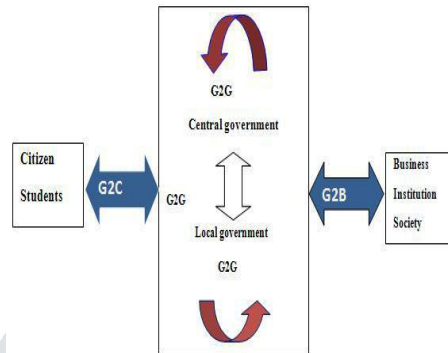 G2G
Central government
Citizen
Students
G2C
G2G
Local government
G2G
G2B
Business
Institution
Society